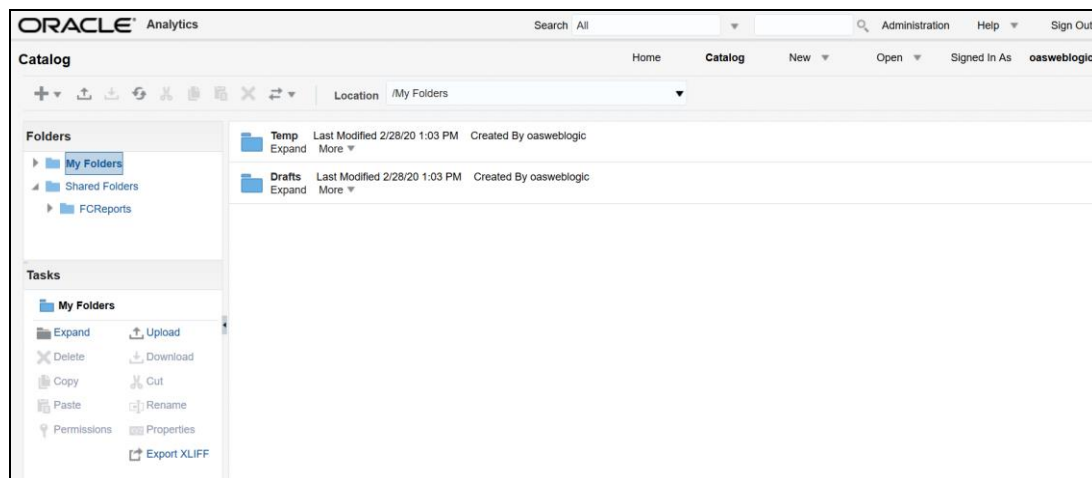 ORACLE Analytics Search All Administration Help Sign Out
Catalog Home Catalog New Open Signed In As oasweblogic
Location /My Folders
Folders
My Folders
Shared Folders
FCReports
Temp Last Modified 2/28/20 1:03 PM Created By oasweblogic
Expand More
Drafts Last Modified 2/28/20 1:03 PM Created By oasweblogic
Expand More
Tasks
My Folders
Expand Upload
Delete Download
Copy Cut
Paste Rename
Permissions Properties
Export XLIFF